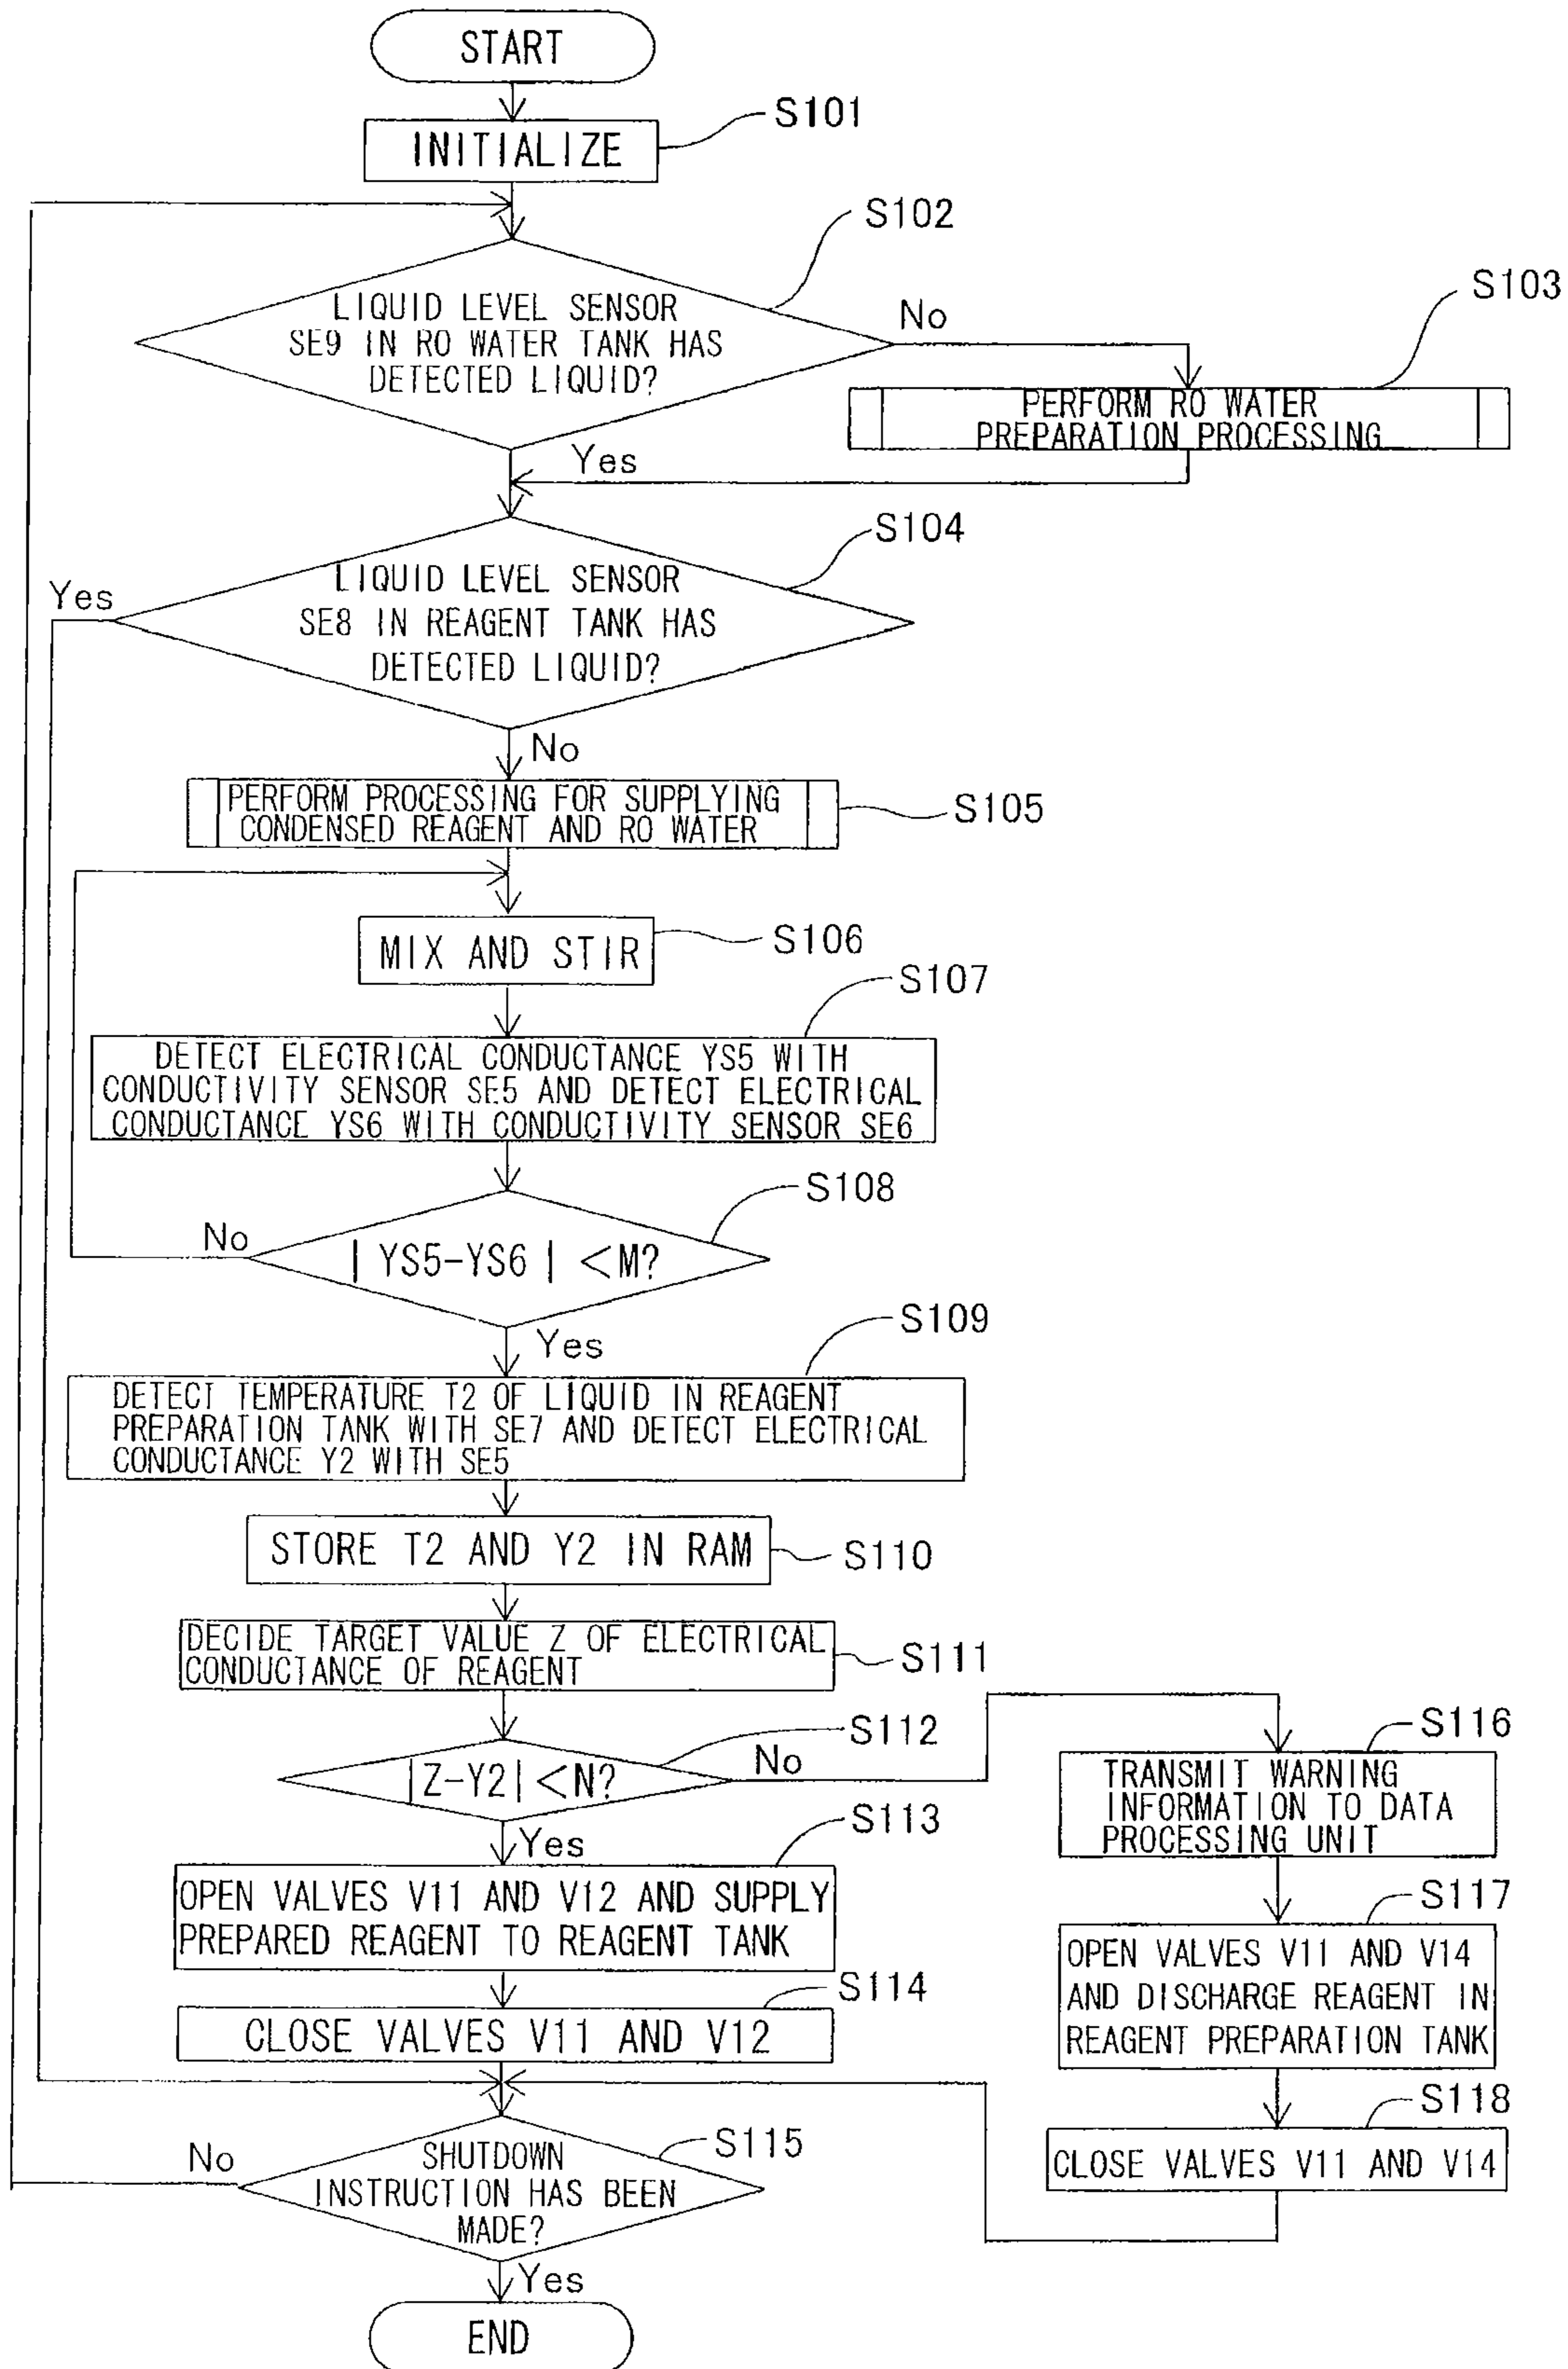 START
INITIALIZE
S101
LIQUID LEVEL SENSOR
SE9 IN RO WATER TANK HAS
DETECTED LIQUID?
S102
No
S103
PERFORM RO WATER
PREPARATION PROCESSING
Yes
LIQUID LEVEL SENSOR
SE8 IN REAGENT TANK HAS
DETECTED LIQUID?
S104
Yes
No
PERFORM PROCESSING FOR SUPPLYING
CONDENSED REAGENT AND RO WATER
S105
MIX AND STIR
S106
S107
DETECT ELECTRICAL CONDUCTANCE YS5 WITH
CONDUCTIVITY SENSOR SE5 AND DETECT ELECTRICAL
CONDUCTANCE YS6 WITH CONDUCTIVITY SENSOR SE6
S108
No
| YS5-YS6 | <M?
Yes
S109
DETECT TEMPERATURE T2 OF LIQUID IN REAGENT
PREPARATION TANK WITH SE7 AND DETECT ELECTRICAL
CONDUCTANCE Y2 WITH SE5
STORE T2 AND Y2 IN RAM
S110
DECIDE TARGET VALUE Z OF ELECTRICAL
CONDUCTANCE OF REAGENT
S111
S112
|Z-Y2| <N?
No
Yes
S113
OPEN VALVES V11 AND V12 AND SUPPLY
PREPARED REAGENT TO REAGENT TANK
S114
CLOSE VALVES V11 AND V12
S116
TRANSMIT WARNING
INFORMATION TO DATA
PROCESSING UNIT
S117
OPEN VALVES V11 AND V14
AND DISCHARGE REAGENT IN
REAGENT PREPARATION TANK
S118
CLOSE VALVES V11 AND V14
S115
No
SHUTDOWN
INSTRUCTION HAS BEEN
MADE?
Yes
END